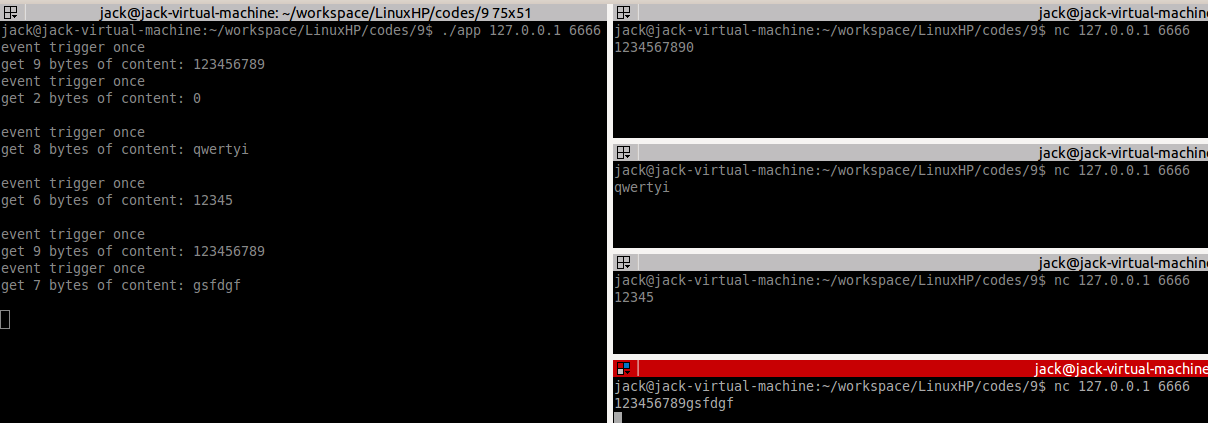 jack@jack-virtual-machine: ~/workspace/LinuxHP/codes/9 75x51
jack@jack-virtual-machine:~/workspace/LinuxHP/codes/9$ ./app 127.0.0.1 6666
event trigger once
get 9 bytes of content: 123456789
event trigger once
get 2 bytes of content: 0
event trigger once
get 8 bytes of content: qwertyi
event trigger once
get 6 bytes of content: 12345
event trigger once
get 9 bytes of content: 123456789
event trigger once
get 7 bytes of content: gsfdgf
jack@jack-virtual-machine
jack@jack-virtual-machine:~/workspace/LinuxHP/codes/9$ nc 127.0.0.1 6666
1234567890
jack@jack-virtual-machine
jack@jack-virtual-machine:~/workspace/LinuxHP/codes/9$ nc 127.0.0.1 6666
qwertyi
jack@jack-virtual-machine
jack@jack-virtual-machine:~/workspace/LinuxHP/codes/9$ nc 127.0.0.1 6666
12345
jack@jack-virtual-machine
jack@jack-virtual-machine:~/workspace/LinuxHP/codes/9$ nc 127.0.0.1 6666
123456789gsfdgf